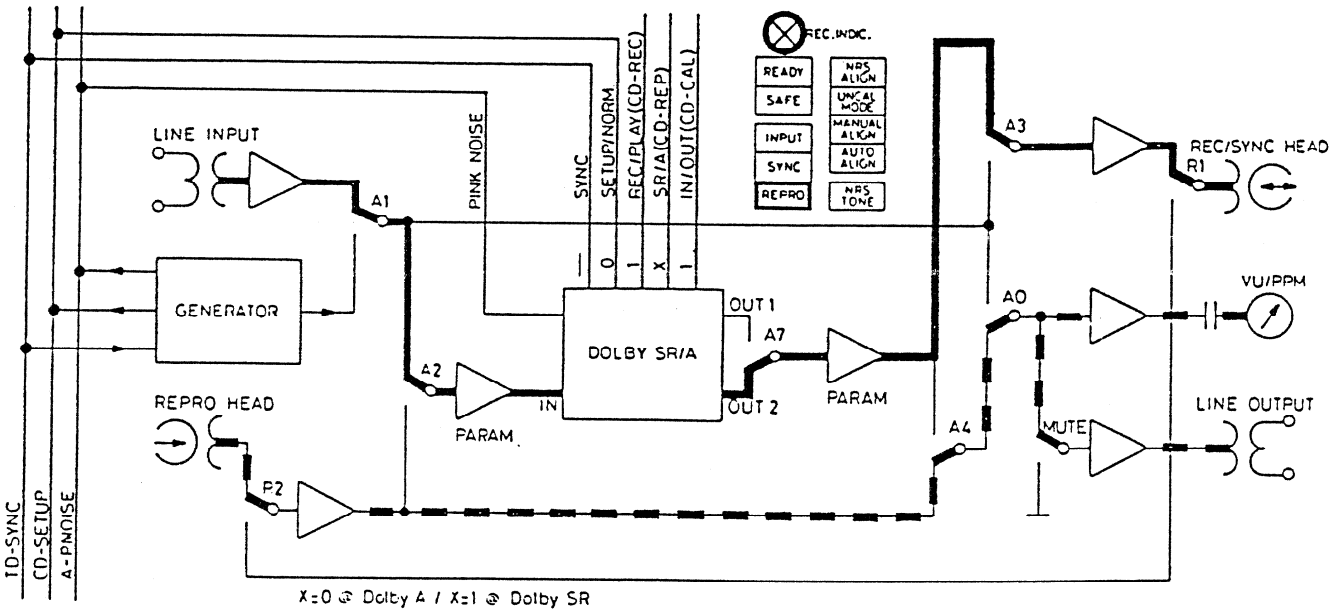 REC.INDIC.
READY
SAFE
INPUT
SYNC
REPRO
NRS
ALIGN
UNCAL
MODE
MANUAL
ALIGN
AUTO
ALIGN
NRS
TONE
LINE INPUT
A1
PINK NOISE
SYNC
SETUP/NORM.
REC/PLAY(CD-REC)
SR/A(CD-REP)
IN/OUT(CD-CAL)
—
0
1
X
1
A3
R1
REC/SYNC HEAD
GENERATOR
DOLBY SR/A
OUT 1
OUT 2
IN
A7
PARAM
A2
PARAM.
A0
VU/PPM
REPRO HEAD
R2
A4
MUTE
LINE OUTPUT
TD-SYNC
CD-SETUP
A-PNOISE
X=0 @ Dolby A / X=1 @ Dolby SR